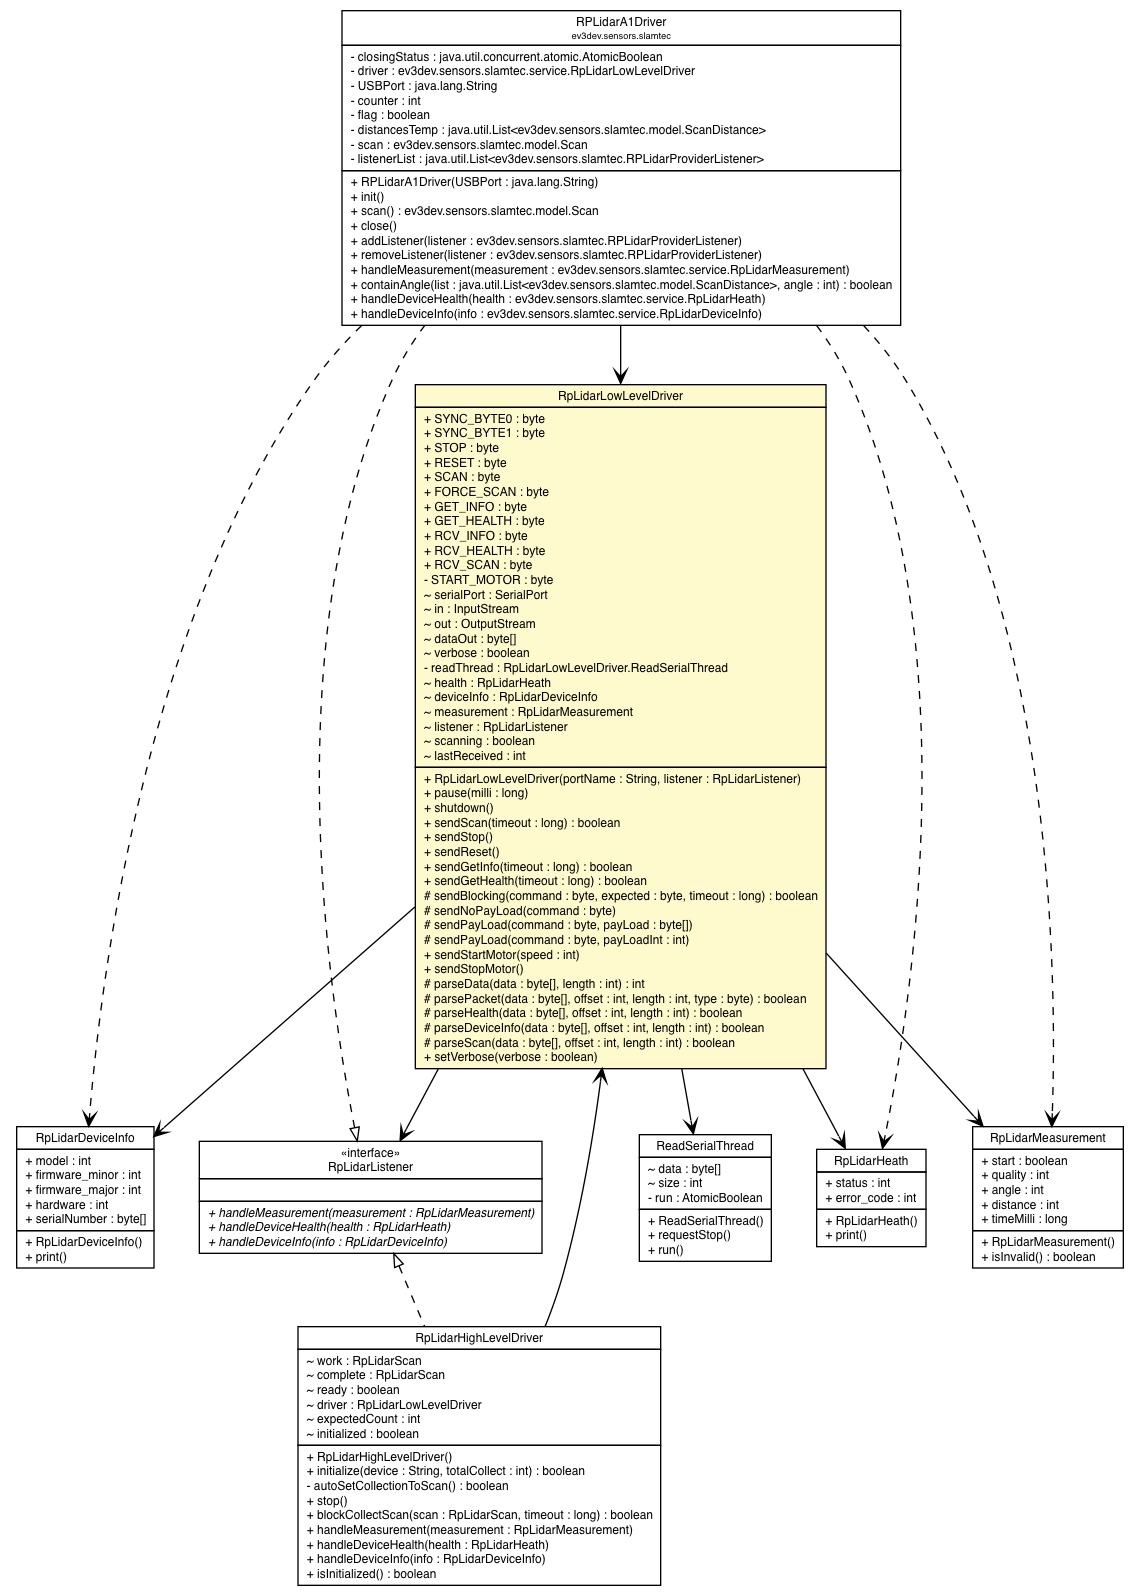 RPLidarA1Driver
ev3dev.sensors.slamtec
- closingStatus : java.util.concurrent.atomic.AtomicBoolean
- driver : ev3dev.sensors.slamtec.service.RpLidarLowLevelDriver
- USBPort : java.lang.String
- counter : int
- flag : boolean
- distancesTemp : java.util.List<ev3dev.sensors.slamtec.model.ScanDistance>
- scan : ev3dev.sensors.slamtec.model.Scan
- listenerList : java.util.List<ev3dev.sensors.slamtec.RPLidarProviderListener>
+ RPLidarA1Driver(USBPort : java.lang.String)
+ init()
+ scan() : ev3dev.sensors.slamtec.model.Scan
+ close()
+ addListener(listener : ev3dev.sensors.slamtec.RPLidarProviderListener)
+ removeListener(listener : ev3dev.sensors.slamtec.RPLidarProviderListener)
+ handleMeasurement(measurement : ev3dev.sensors.slamtec.service.RpLidarMeasurement)
+ containAngle(list : java.util.List<ev3dev.sensors.slamtec.model.ScanDistance>, angle : int) : boolean
+ handleDeviceHealth(health : ev3dev.sensors.slamtec.service.RpLidarHeath)
+ handleDeviceInfo(info : ev3dev.sensors.slamtec.service.RpLidarDeviceInfo)
RpLidarLowLevelDriver
+ SYNC_BYTE0 : byte
+ SYNC_BYTE1 : byte
+ STOP : byte
+ RESET : byte
+ SCAN : byte
+ FORCE_SCAN : byte
+ GET_INFO : byte
+ GET_HEALTH : byte
+ RCV_INFO : byte
+ RCV_HEALTH : byte
+ RCV_SCAN : byte
- START_MOTOR : byte
~ serialPort : SerialPort
~ in : InputStream
~ out : OutputStream
~ dataOut : byte[]
~ verbose : boolean
- readThread : RpLidarLowLevelDriver.ReadSerialThread
~ health : RpLidarHeath
~ deviceInfo : RpLidarDeviceInfo
~ measurement : RpLidarMeasurement
~ listener : RpLidarListener
~ scanning : boolean
~ lastReceived : int
+ RpLidarLowLevelDriver(portName : String, listener : RpLidarListener)
+ pause(milli : long)
+ shutdown()
+ sendScan(timeout : long) : boolean
+ sendStop()
+ sendReset()
+ sendGetInfo(timeout : long) : boolean
+ sendGetHealth(timeout : long) : boolean
# sendBlocking(command : byte, expected : byte, timeout : long) : boolean
# sendNoPayLoad(command : byte)
# sendPayLoad(command : byte, payLoad : byte[])
# sendPayLoad(command : byte, payLoadInt : int)
+ sendStartMotor(speed : int)
+ sendStopMotor()
# parseData(data : byte[], length : int) : int
# parsePacket(data : byte[], offset : int, length : int, type : byte) : boolean
# parseHealth(data : byte[], offset : int, length : int) : boolean
# parseDeviceInfo(data : byte[], offset : int, length : int) : boolean
# parseScan(data : byte[], offset : int, length : int) : boolean
+ setVerbose(verbose : boolean)
RpLidarDeviceInfo
+ model : int
+ firmware_minor : int
+ firmware_major : int
+ hardware : int
+ serialNumber : byte[]
+ RpLidarDeviceInfo()
+ print()
«interface»
RpLidarListener
+ handleMeasurement(measurement : RpLidarMeasurement)
+ handleDeviceHealth(health : RpLidarHeath)
+ handleDeviceInfo(info : RpLidarDeviceInfo)
ReadSerialThread
~ data : byte[]
~ size : int
- run : AtomicBoolean
+ ReadSerialThread()
+ requestStop()
+ run()
RpLidarHeath
+ status : int
+ error_code : int
+ RpLidarHeath()
+ print()
RpLidarMeasurement
+ start : boolean
+ quality : int
+ angle : int
+ distance : int
+ timeMilli : long
+ RpLidarMeasurement()
+ isInvalid() : boolean
RpLidarHighLevelDriver
~ work : RpLidarScan
~ complete : RpLidarScan
~ ready : boolean
~ driver : RpLidarLowLevelDriver
~ expectedCount : int
~ initialized : boolean
+ RpLidarHighLevelDriver()
+ initialize(device : String, totalCollect : int) : boolean
- autoSetCollectionToScan() : boolean
+ stop()
+ blockCollectScan(scan : RpLidarScan, timeout : long) : boolean
+ handleMeasurement(measurement : RpLidarMeasurement)
+ handleDeviceHealth(health : RpLidarHeath)
+ handleDeviceInfo(info : RpLidarDeviceInfo)
+ isInitialized() : boolean